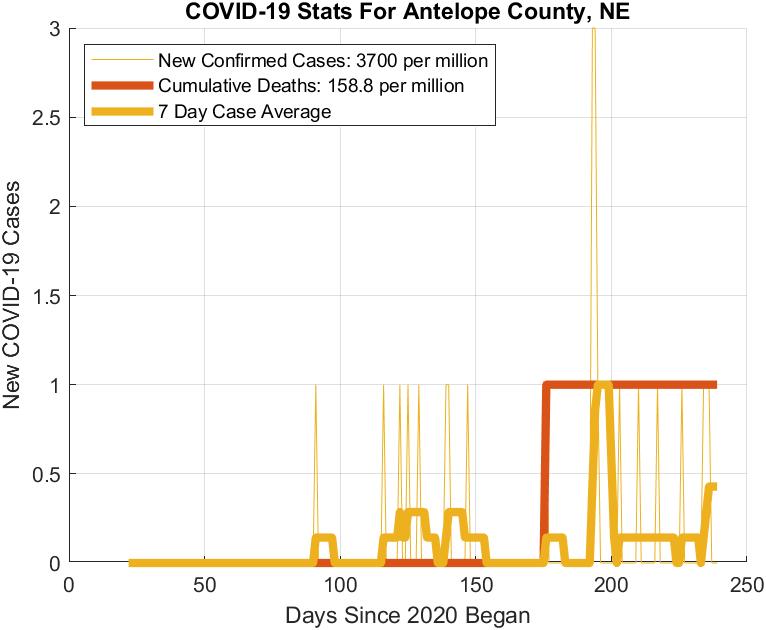 COVID-19 Stats For Antelope County, NE
New Confirmed Cases: 3700 per million
Cumulative Deaths: 158.8 per million
7 Day Case Average
New COVID-19 Cases
3
2.5
2
1.5
1
0.5
0
0 50 100 150 200 250
Days Since 2020 Began